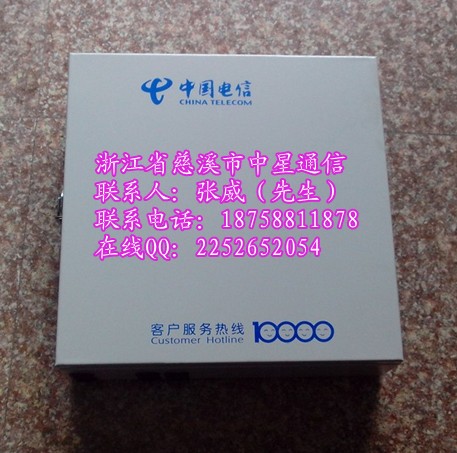 中国电信
CHINA TELECOM
浙江省慈溪市中星通信
联系人：张威（先生）
联系电话：18758811878
在线QQ：2252652054
客户服务热线 10000
Customer Hotline